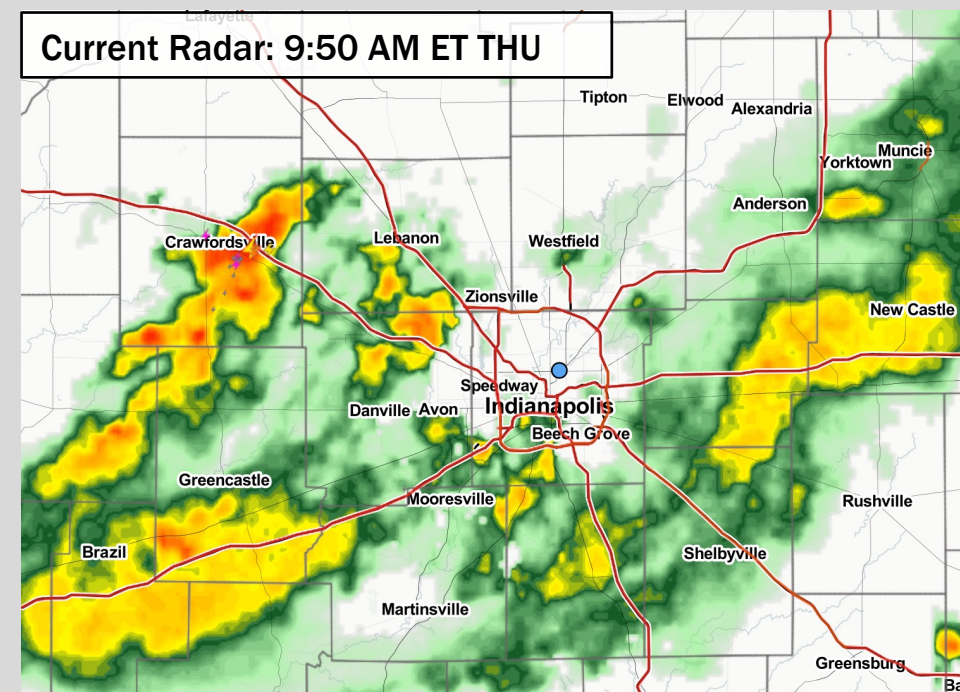 Lafayette
Current Radar: 9:50 AM ET THU
Tipton
Elwood
Alexandria
Muncie
Yorktown
Anderson
Crawfordsville
Lebanon
Westfield
Zionsville
New Castle
Speedway
Indianapolis
Danville
Avon
Beech Grove
Greencastle
Mooresville
Rushville
Brazil
Shelbyville
Martinsville
Greensburg